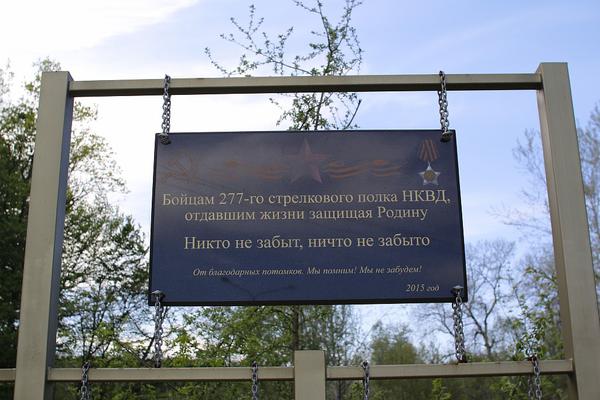 Бойцам 277-го стрелкового полка НКВД,
отдавшим жизни защищая Родину
Никто не забыт, ничто не забыто
От благодарных потомков. Мы помним! Мы не забудем!
2015 год